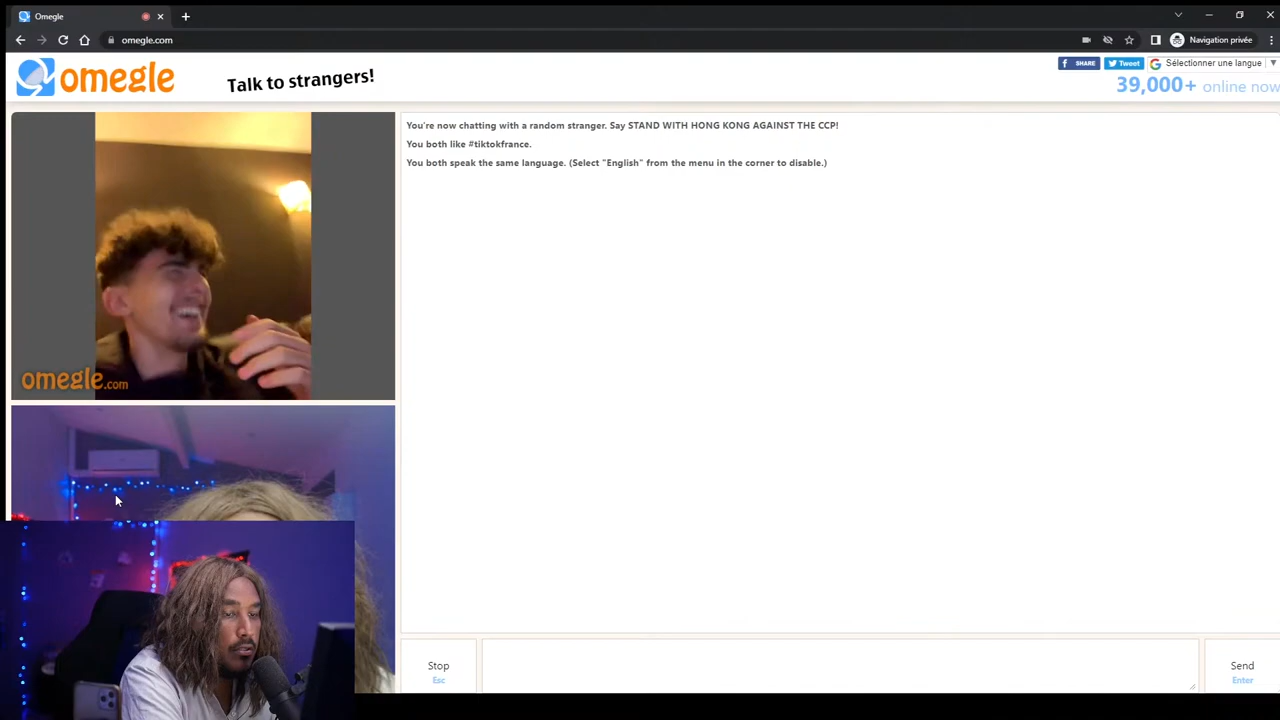 Omegle
omegle.com
Navigation privée
omegle
Talk to strangers!
SHARE
Tweet
Sélectionner une langue
39,000+ online now
You're now chatting with a random stranger. Say STAND WITH HONG KONG AGAINST THE CCP!
You both like #tiktokfrance.
You both speak the same language. (Select "English" from the menu in the corner to disable.)
omegle.com
Stop
Esc
Send
Enter